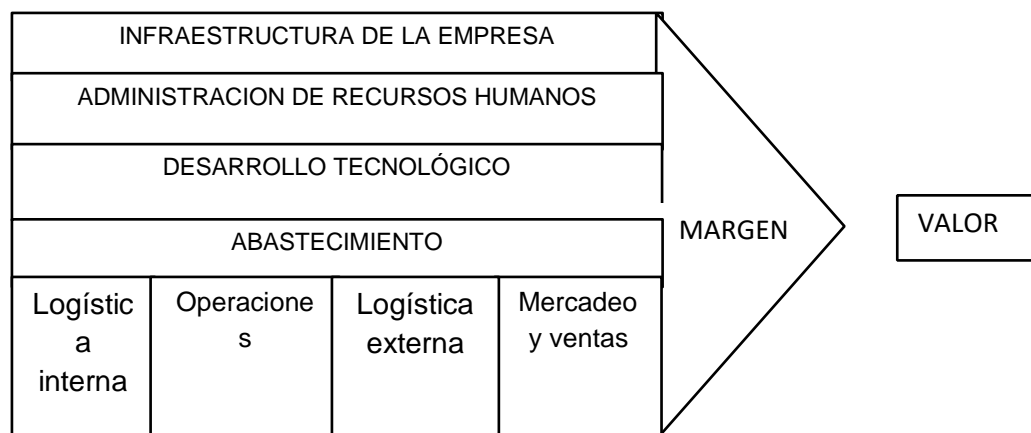 INFRAESTRUCTURA DE LA EMPRESA
ADMINISTRACION DE RECURSOS HUMANOS
DESARROLLO TECNOLÓGICO
ABASTECIMIENTO
Logístic
a
interna
Operacione
s
Logística
externa
Mercadeo
y ventas
MARGEN
VALOR